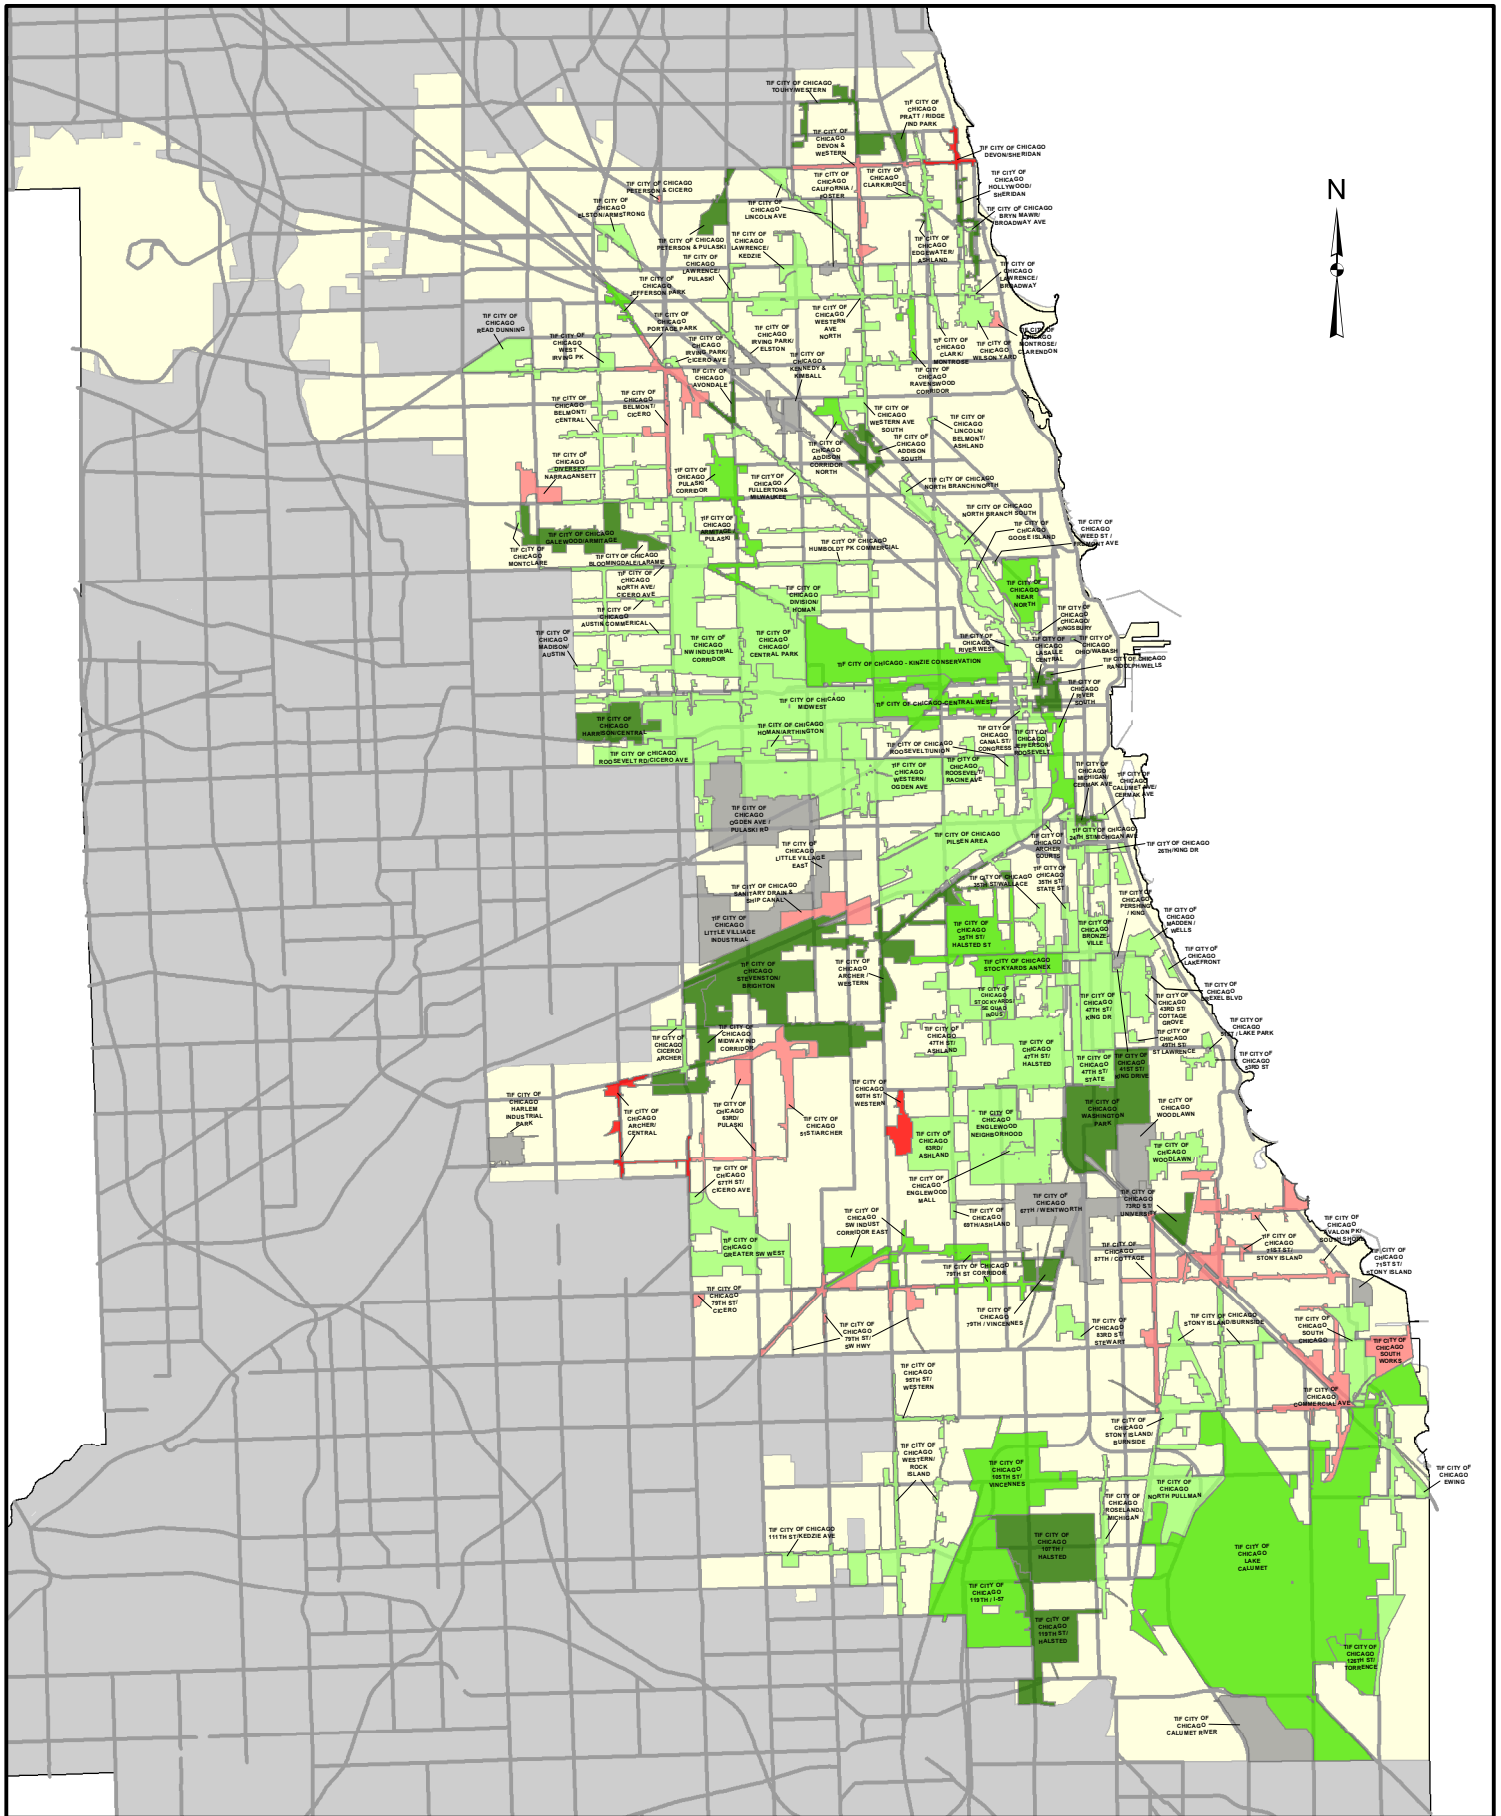 TIF CITY OF CHICAGO
TOUHY/WESTERN
TIF CITY OF
CHICAGO
PRATT / RIDGE
IND PARK
TIF CITY OF
CHICAGO
DEVON &
WESTERN
TIF CITY OF CHICAGO
DEVON/SHERIDAN
TIF CITY OF
CHICAGO
CALIFORNIA /
FOSTER
TIF CITY OF
CHICAGO
CLARK/RIDGE
TIF CITY OF
CHICAGO
HOLLYWOOD/
SHERIDAN
N
TIF CITY OF CHICAGO
PETERSON & CICERO
TIF CITY OF
CHICAGO
ELSTON/ARMSTRONG
TIF CITY OF
CHICAGO
LINCOLN AVE
TIF CITY OF CHICAGO
BRYN MAWR/
BROADWAY AVE
TIF CITY OF CHICAGO
PETERSON & PULASKI
TIF CITY OF
CHICAGO
LAWRENCE/
KEDZIE
TIF CITY OF
CHICAGO
EDGEWATER/
ASHLAND
TIF CITY OF
CHICAGO
LAWRENCE/
PULASKI
TIF CITY OF
CHICAGO
LAWRENCE/
BROADWAY
TIF CITY OF
CHICAGO
JEFFERSON PARK
TIF CITY OF
CHICAGO
READ DUNNING
TIF CITY OF
CHICAGO
PORTAGE PARK
TIF CITY OF
CHICAGO
WESTERN
AVE
NORTH
TIF CITY OF
CHICAGO
WEST
IRVING PK
TIF CITY OF
CHICAGO
IRVING PARK/
CICERO AVE
TIF CITY OF
CHICAGO
IRVING PARK/
ELSTON
TIF CITY OF
CHICAGO
KENNEDY &
KIMBALL
TIF CITY OF
CHICAGO
CLARK/
MONTROSE
TIF CITY OF
CHICAGO
WILSON YARD
TIF CITY OF
CHICAGO
MONTROSE/
CLARENDON
TIF CITY OF
CHICAGO
AVONDALE
TIF CITY OF
CHICAGO
RAVENSWOOD
CORRIDOR
TIF CITY OF
CHICAGO
BELMONT/
CENTRAL
TIF CITY OF
CHICAGO
BELMONT/
CICERO
TIF CITY OF
CHICAGO
WESTERN AVE
SOUTH
TIF CITY OF
CHICAGO
LINCOLN/
BELMONT/
ASHLAND
TIF CITY OF
CHICAGO
ADDISON
CORRIDOR
NORTH
TIF CITY OF
CHICAGO
ADDISON
SOUTH
TIF CITY OF
CHICAGO
DIVERSEY/
NARRAGANSETT
TIF CITY OF
CHICAGO
PULASKI
CORRIDOR
TIF CITY OF
CHICAGO
FULLERTON&
MILWAUKEE
TIF CITY OF CHICAGO
NORTH BRANCH/NORTH
TIF CITY OF CHICAGO
NORTH BRANCH SOUTH
TIF CITY OF
CHICAGO
GOOSE ISLAND
TIF CITY OF
CHICAGO
WEED ST /
FREMONT AVE
TIF CITY OF
CHICAGO
ARMITAGE/
PULASKI
TIF CITY OF CHICAGO
GALEWOOD/ARMITAGE
TIF CITY OF CHICAGO
HUMBOLDT PK COMMERCIAL
TIF CITY OF
CHICAGO
MONTCLARE
TIF CITY OF CHICAGO
BLOOMINGDALE/LARAMIE
TIF CITY OF
CHICAGO
NORTH AVE/
CICERO AVE
TIF CITY OF
CHICAGO
NEAR
NORTH
TIF CITY OF
CHICAGO
DIVISION/
HOMAN
TIF CITY OF
CHICAGO
AUSTIN COMMERICAL
TIF CITY OF
CHICAGO
CHICAGO/
KINGSBURY
TIF CITY OF
CHICAGO
MADISON/
AUSTIN
TIF CITY OF
CHICAGO
NW INDUSTRIAL
CORRIDOR
TIF CITY OF
CHICAGO
CHICAGO/
CENTRAL PARK
TIF CITY OF
CHICAGO
RIVER WEST
TIF CITY OF
CHICAGO
LASALLE
CENTRAL
TIF CITY OF
CHICAGO
OHIO/WABASH
TIF CITY OF CHICAGO - KINZIE CONSERVATION
TIF CITY OF CHICAGO
RANDOLPH/WELLS
TIF CITY OF
CHICAGO
RIVER
SOUTH
TIF CITY OF CHICAGO
MIDWEST
TIF CITY OF CHICAGO-CENTRAL WEST
TIF CITY OF
CHICAGO
HARRISON/CENTRAL
TIF CITY OF CHICAGO
HOMAN/ARTHINGTON
TIF CITY OF
CHICAGO
CANAL ST/
CONGRESS
TIF CITY OF
CHICAGO
JEFFERSON/
ROOSEVELT
TIF CITY OF CHICAGO
ROOSEVELT/UNION
TIF CITY OF CHICAGO
ROOSEVELT RD/CICERO AVE
TIF CITY OF
CHICAGO
WESTERN/
OGDEN AVE
TIF CITY OF
CHICAGO
ROOSEVELT/
RACINE AVE
TIF CITY OF
CHICAGO
MICHIGAN/
CERMAK AVE
TIF CITY OF
CHICAGO
CALUMET AVE/
CERMAK AVE
TIF CITY OF
CHICAGO
OGDEN AVE /
PULASKI RD
TIF CITY OF CHICAGO
PILSEN AREA
TIF CITY OF
CHICAGO
ARCHER
COURTS
TIF CITY OF CHICAGO
24TH ST/MICHIGAN AVE
TIF CITY OF CHICAGO
26TH/KING DR
TIF CITY OF
CHICAGO
LITTLE VILLAGE
EAST
TIF CITY OF CHICAGO
SANITARY DRAIN &
SHIP CANAL
TIF CITY OF CHICAGO
35TH ST/WALLACE
TIF CITY OF
CHICAGO
35TH ST/
STATE ST
TIF CITY OF
CHICAGO
PERSHING
/ KING
TIF CITY OF
CHICAGO
LITTLE VILLIAGE
INDUSTRIAL
TIF CITY OF
CHICAGO
35TH ST/
HALSTED ST
TIF CITY OF
CHICAGO
BRONZE-
VILLE
TIF CITY OF
CHICAGO
MADDEN /
WELLS
TIF CITY OF
CHICAGO
LAKEFRONT
TIF CITY OF
CHICAGO
STEVENSTON/
BRIGHTON
TIF CITY OF
CHICAGO
ARCHER /
WESTERN
TIF CITY OF CHICAGO
STOCKYARDS ANNEX
TIF CITY OF
CHICAGO
STOCKYARDS/
SE QUAD
INDUS
TIF CITY OF
CHICAGO
47TH ST/
KING DR
TIF CITY OF
CHICAGO
DREXEL BLVD
TIF CITY OF
CHICAGO
43RD ST/
COTTAGE
GROVE
TIF CITY OF
CHICAGO
CICERO/
ARCHER
TIF CITY OF
CHICAGO
MIDWAY IND
CORRIDOR
TIF CITY OF
CHICAGO
47TH ST/
ASHLAND
TIF CITY OF
CHICAGO
47TH ST/
HALSTED
TIF CITY OF
CHICAGO
49TH ST/
ST LAWRENCE
TIF CITY OF
CHICAGO
51ST / LAKE PARK
TIF CITY OF
CHICAGO
53RD ST
TIF CITY OF
CHICAGO
47TH ST/
STATE
TIF CITY OF
CHICAGO
41ST ST/
KING DRIVE
TIF CITY OF
CHICAGO
HARLEM
INDUSTRIAL
PARK
TIF CITY OF
CHICAGO
ARCHER/
CENTRAL
TIF CITY OF
CHICAGO
63RD/
PULASKI
TIF CITY OF
CHICAGO
51ST/ARCHER
TIF CITY OF
CHICAGO
60TH ST/
WESTERN
TIF CITY OF
CHICAGO
ENGLEWOOD
NEIGHBORHOOD
TIF CITY OF
CHICAGO
WASHINGTON
PARK
TIF CITY OF
CHICAGO
WOODLAWN
TIF CITY OF
CHICAGO
63RD/
ASHLAND
TIF CITY OF
CHICAGO
WOODLAWN /
TIF CITY OF
CHICAGO
67TH ST/
CICERO AVE
TIF CITY OF
CHICAGO
ENGLEWOOD
MALL
TIF CITY OF
CHICAGO
67TH / WENTWORTH
TIF CITY OF
CHICAGO
73RD ST/
UNIVERSITY
TIF CITY OF
CHICAGO
SW INDUST
CORRIDOR EAST
TIF CITY OF
CHICAGO
69TH/ASHLAND
TIF CITY OF
CHICAGO
AVALON PK/
SOUTH SHORE
TIF CITY OF
CHICAGO
GREATER SW WEST
TIF CITY OF
CHICAGO
87TH / COTTAGE
TIF CITY OF
CHICAGO
71ST ST/
STONY ISLAND
TIF CITY OF
CHICAGO
71ST ST/
STONY ISLAND
TIF CITY OF CHICAGO
79TH ST CORRIDOR
TIF CITY OF
CHICAGO
79TH ST/
CICERO
TIF CITY OF
CHICAGO
79TH ST/
SW HWY
TIF CITY OF
CHICAGO
79TH / VINCENNES
TIF CITY OF
CHICAGO
83RD ST/
STEWART
TIF CITY OF CHICAGO
STONY ISLAND/BURNSIDE
TIF CITY OF
CHICAGO
SOUTH
CHICAGO
TIF CITY OF
CHICAGO
SOUTH
WORKS
TIF CITY OF
CHICAGO
95TH ST/
WESTERN
TIF CITY OF
CHICAGO
COMMERCIAL AVE
TIF CITY OF
CHICAGO
STONY ISLAND/
BURNSIDE
TIF CITY OF
CHICAGO
WESTERN/
ROCK
ISLAND
TIF CITY OF
CHICAGO
105TH ST/
VINCENNES
TIF CITY OF
CHICAGO
NORTH PULLMAN
TIF CITY OF
CHICAGO
EWING
TIF CITY OF
CHICAGO
ROSELAND/
MICHIGAN
TIF CITY OF CHICAGO
111TH ST/KEDZIE AVE
TIF CITY OF
CHICAGO
107TH /
HALSTED
TIF CITY OF
CHICAGO
LAKE
CALUMET
TIF CITY OF
CHICAGO
119TH / I-57
TIF CITY OF
CHICAGO
119TH ST/
HALSTED
TIF CITY OF
CHICAGO
126TH ST/
TORRENCE
TIF CITY OF
CHICAGO
CALUMET RIVER